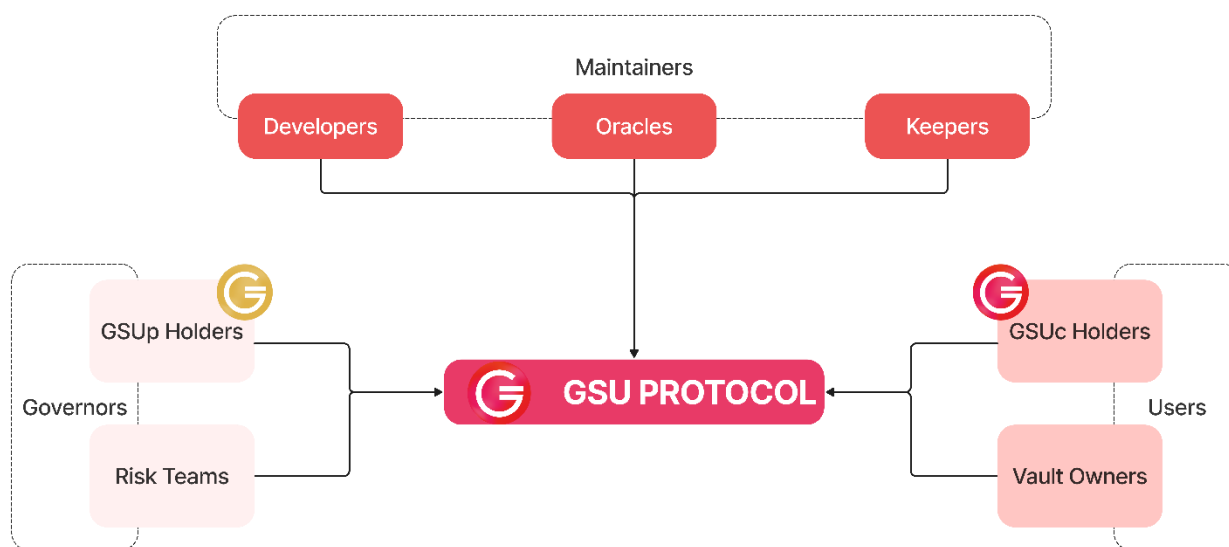 Maintainers
Developers
Oracles
Keepers
GSUp Holders
GSUc Holders
GSU PROTOCOL
Governors
Users
Risk Teams
Vault Owners